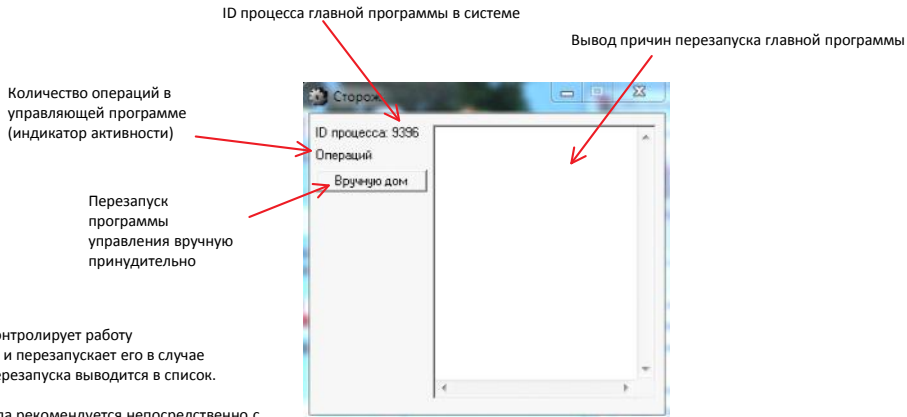 ID процесса главной программы в системе
Вывод причин перезапуска главной программы
Количество операций в
управляющей программе
(индикатор активности)
Сторож
ID процесса: 9396
Операций
Вручную дом
Перезапуск
программы
управления вручную
принудительно
контролирует работу
и перезапускает его в случае
перезапуска выводится в список.
рекомендуется непосредственно с